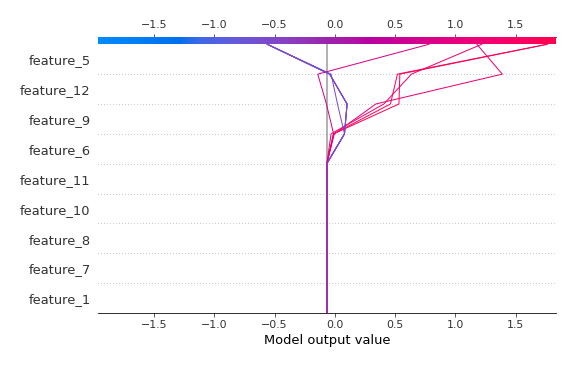 −1.5 −1.0 −0.5 0.0 0.5 1.0 1.5
feature_5
feature_12
feature_9
feature_6
feature_11
feature_10
feature_8
feature_7
feature_1
−1.5 −1.0 −0.5 0.0 0.5 1.0 1.5
Model output value